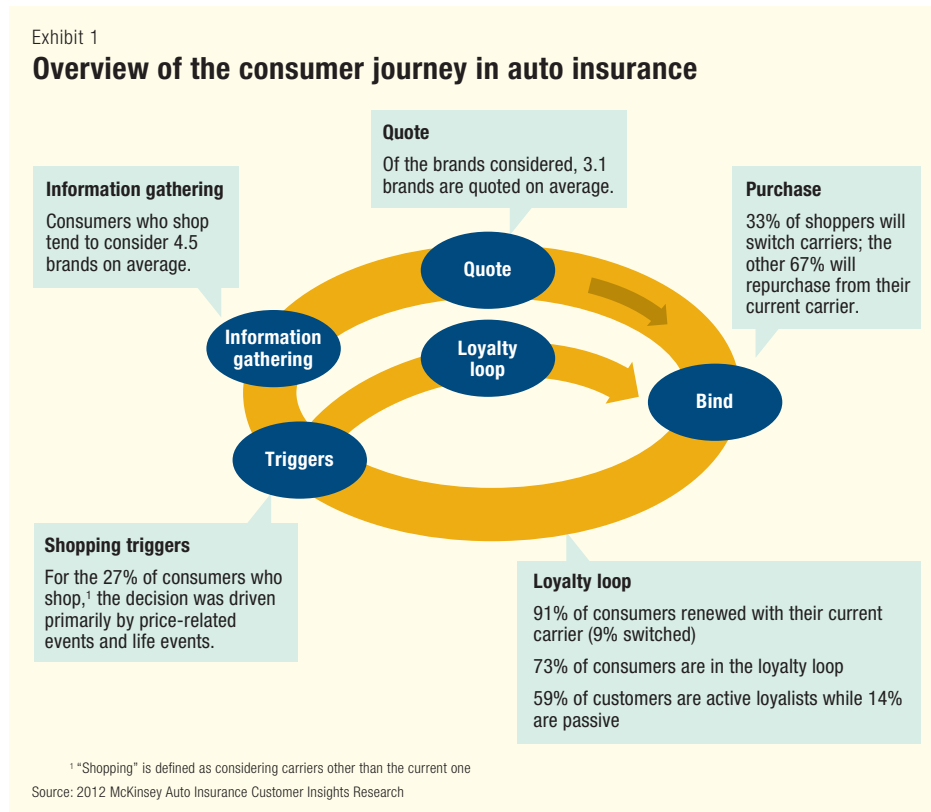 Exhibit 1
Overview of the consumer journey in auto insurance
Quote
Of the brands considered, 3.1
brands are quoted on average.
Information gathering
Consumers who shop
tend to consider 4.5
brands on average.
Purchase
33% of shoppers will
switch carriers; the
other 67% will
repurchase from their
current carrier.
Quote
Information
gathering
Loyalty
loop
Bind
Triggers
Shopping triggers
For the 27% of consumers who
shop,¹ the decision was driven
primarily by price-related
events and life events.
Loyalty loop
91% of consumers renewed with their current
carrier (9% switched)
73% of consumers are in the loyalty loop
59% of customers are active loyalists while 14%
are passive
¹ “Shopping” is defined as considering carriers other than the current one
Source: 2012 McKinsey Auto Insurance Customer Insights Research